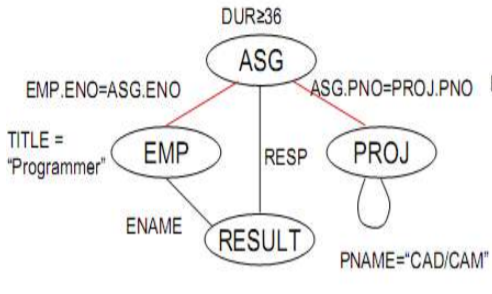 DUR≥36
ASG
EMP.ENO=ASG.ENO
ASG.PNO=PROJ.PNO
TITLE =
"Programmer"
EMP
RESP
PROJ
ENAME
RESULT
PNAME="CAD/CAM"